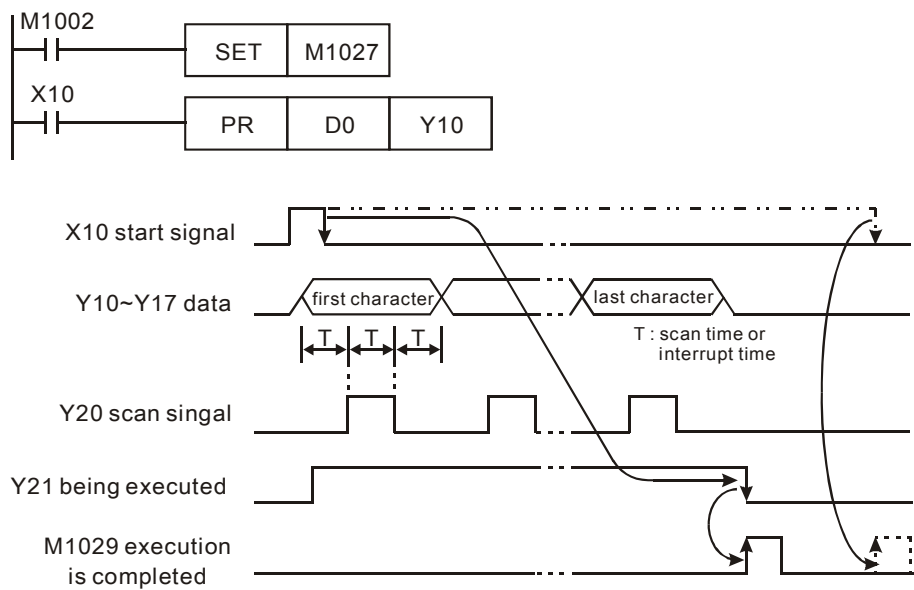 M1002
SET M1027
X10
PR D0 Y10
X10 start signal
Y10~Y17 data
first character
last character
T T T
T : scan time or
interrupt time
Y20 scan singal
Y21 being executed
M1029 execution
is completed